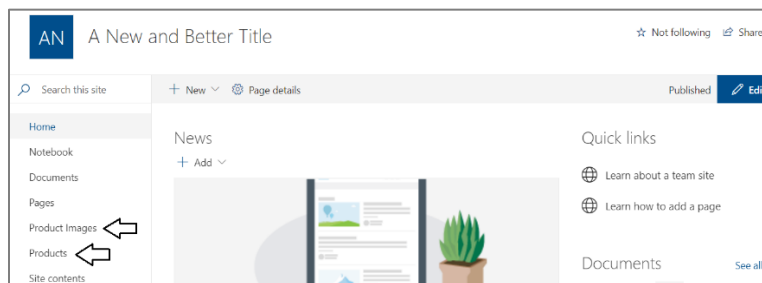 AN A New and Better Title
Not following Share
Search this site
New Page details
Published Edi
Home
Notebook
Documents
Pages
Product Images
Products
Site contents
News
Add
Quick links
Learn about a team site
Learn how to add a page
Documents See all